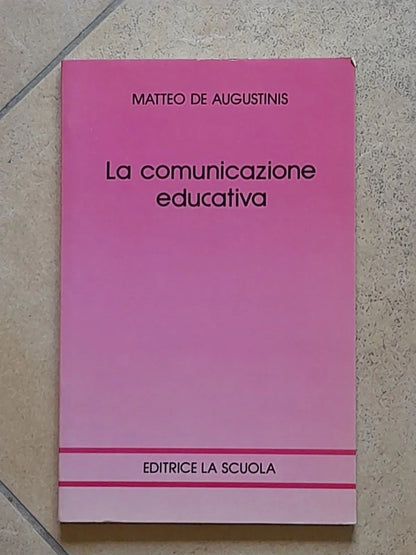 MATTEO DE AUGUSTINIS
La comunicazione
educativa
EDITRICE LA SCUOLA